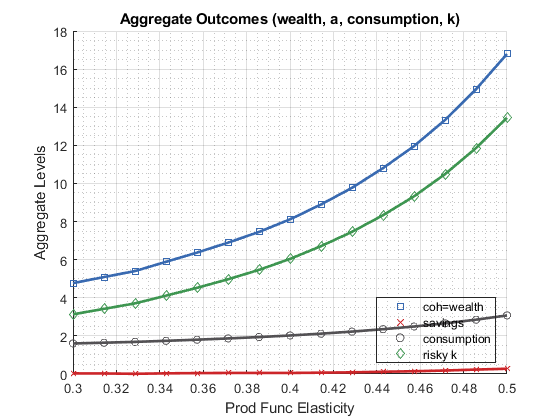 Aggregate Outcomes (wealth, a, consumption, k)
18
16
14
12
10
8
6
4
2
0
Aggregate Levels
0.3 0.32 0.34 0.36 0.38 0.4 0.42 0.44 0.46 0.48 0.5
Prod Func Elasticity
coh=wealth
savings
consumption
risky k